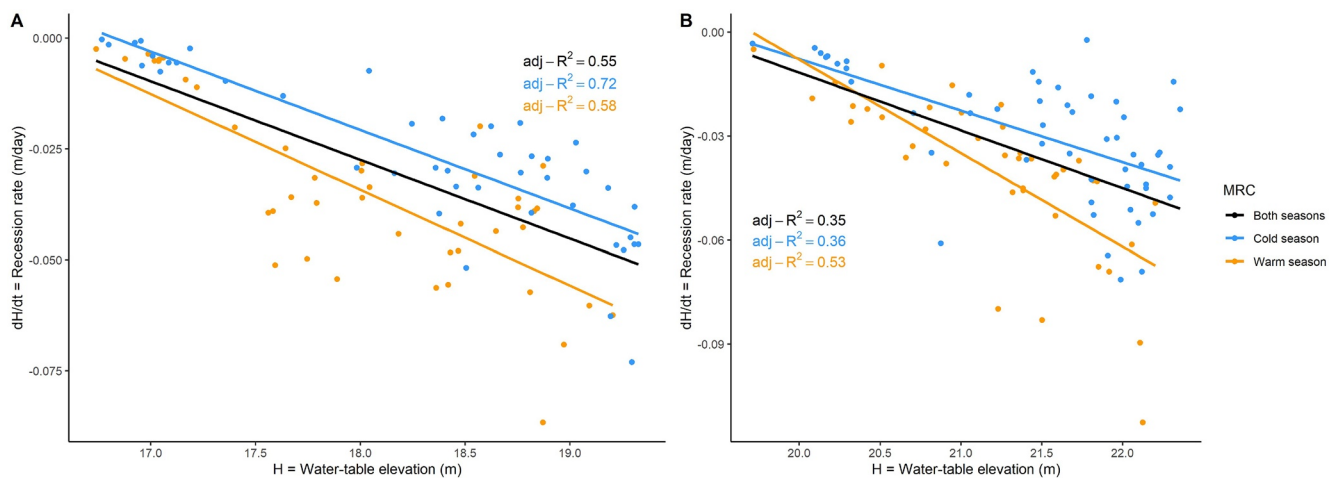 A
0.000
-0.025
-0.050
-0.075
dH/dt = Recession rate (m/day)
adj – R² = 0.55
adj – R² = 0.72
adj – R² = 0.58
17.0 17.5 18.0 18.5 19.0
H = Water-table elevation (m)
B
0.00
-0.03
-0.06
-0.09
dH/dt = Recession rate (m/day)
adj – R² = 0.35
adj – R² = 0.36
adj – R² = 0.53
20.0 20.5 21.0 21.5 22.0
H = Water-table elevation (m)
MRC
Both seasons
Cold season
Warm season